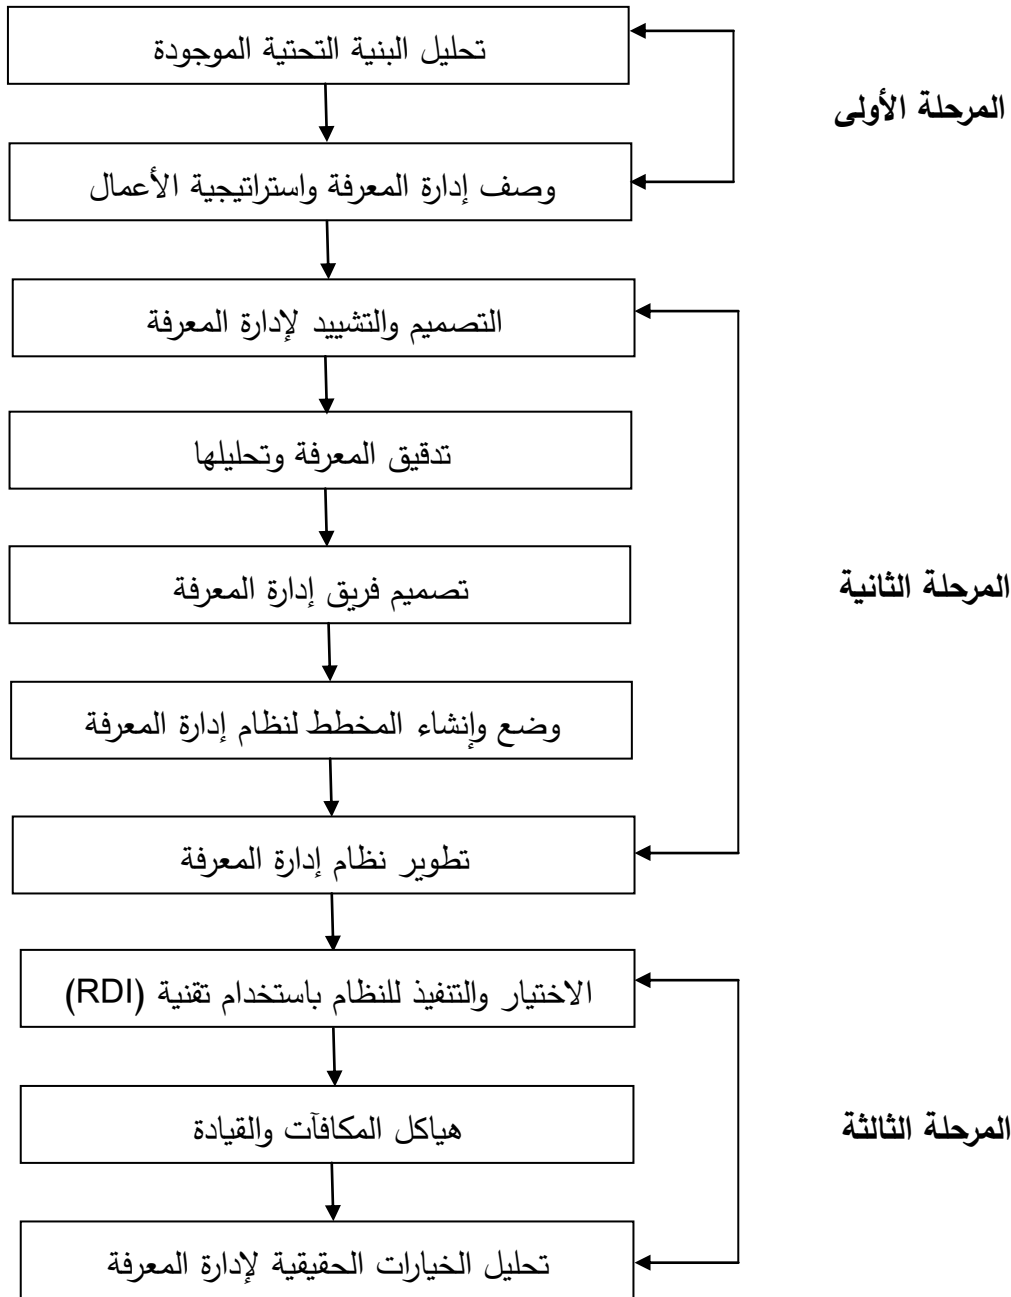 تحليل البنية التحتية الموجودة
المرحلة الأولى
وصف إدارة المعرفة واستراتيجية الأعمال
التصميم والتشييد لإدارة المعرفة
تدقيق المعرفة وتحليلها
تصميم فريق إدارة المعرفة
المرحلة الثانية
وضع وإنشاء المخطط لنظام إدارة المعرفة
تطوير نظام إدارة المعرفة
الاختيار والتنفيذ للنظام باستخدام تقنية (RDI)
هياكل المكافآت والقيادة
المرحلة الثالثة
تحليل الخيارات الحقيقية لإدارة المعرفة